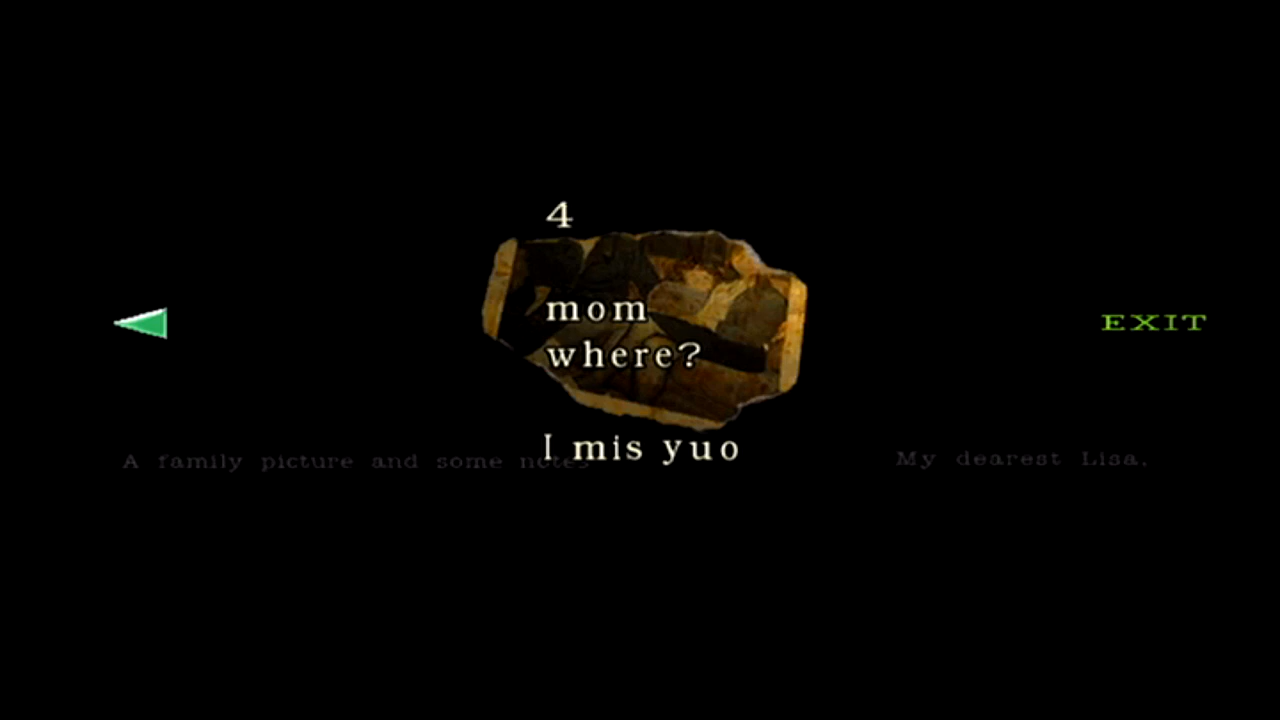 4
mom
where?
EXIT
I mis yuo
A family picture and some notes
My dearest Lisa,